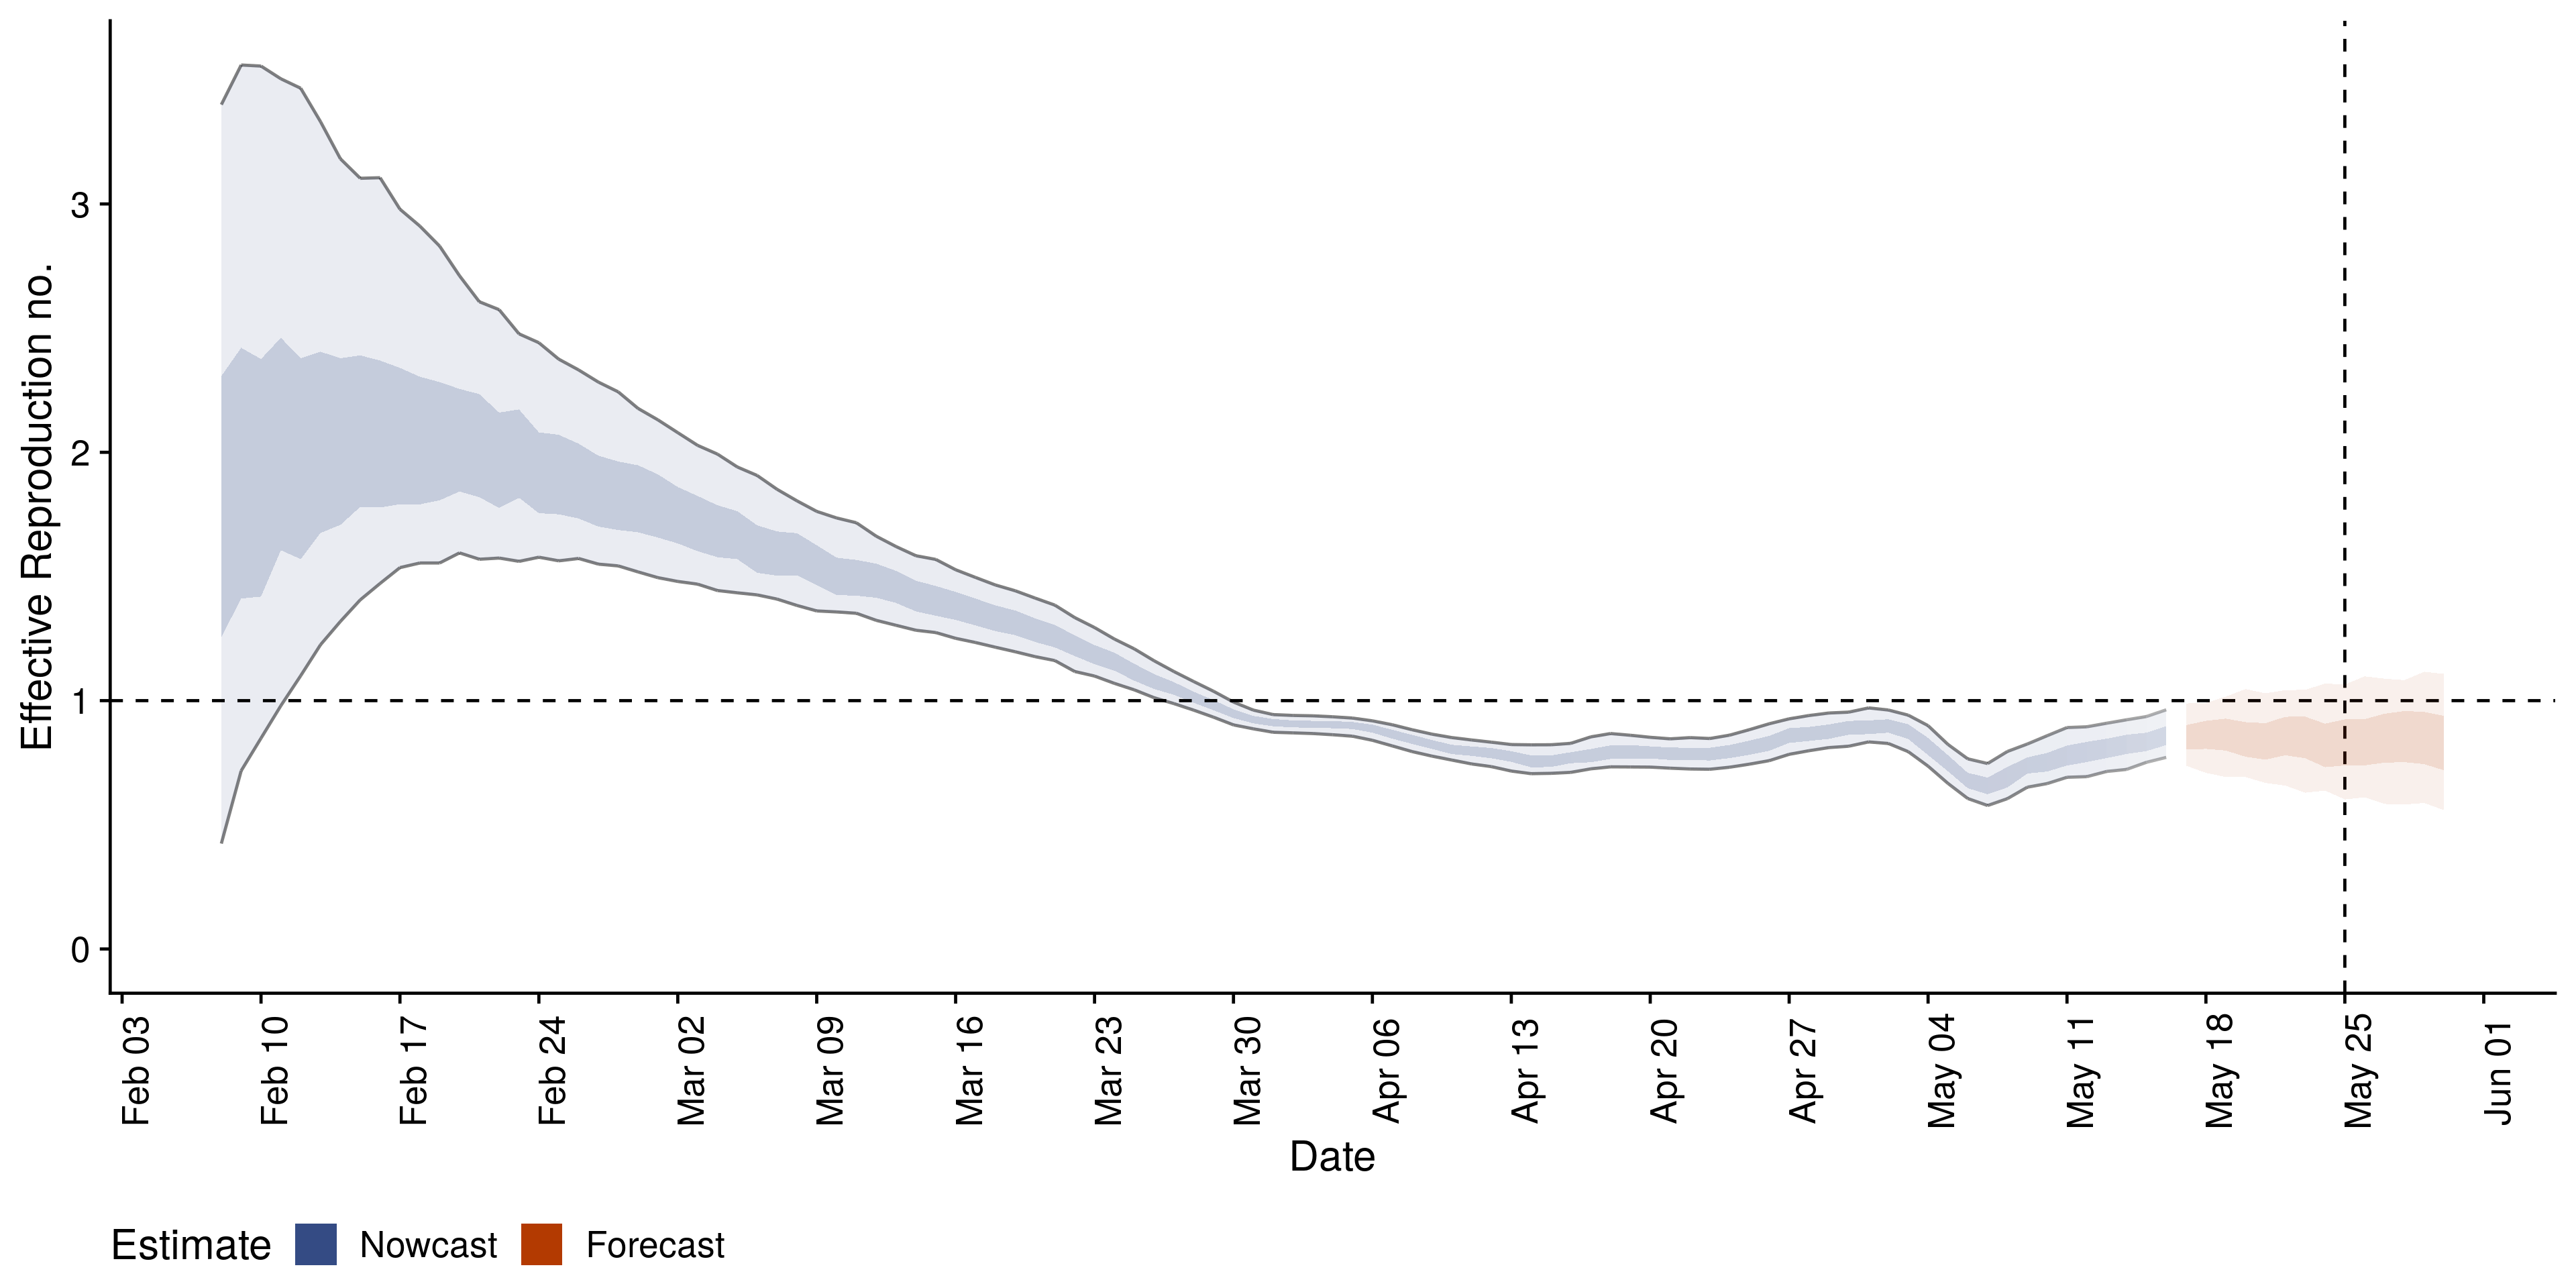 Effective Reproduction no.
3
2
1
0
Feb 03
Feb 10
Feb 17
Feb 24
Mar 02
Mar 09
Mar 16
Mar 23
Mar 30
Apr 06
Apr 13
Apr 20
Apr 27
May 04
May 11
May 18
May 25
Jun 01
Date
Estimate Nowcast Forecast